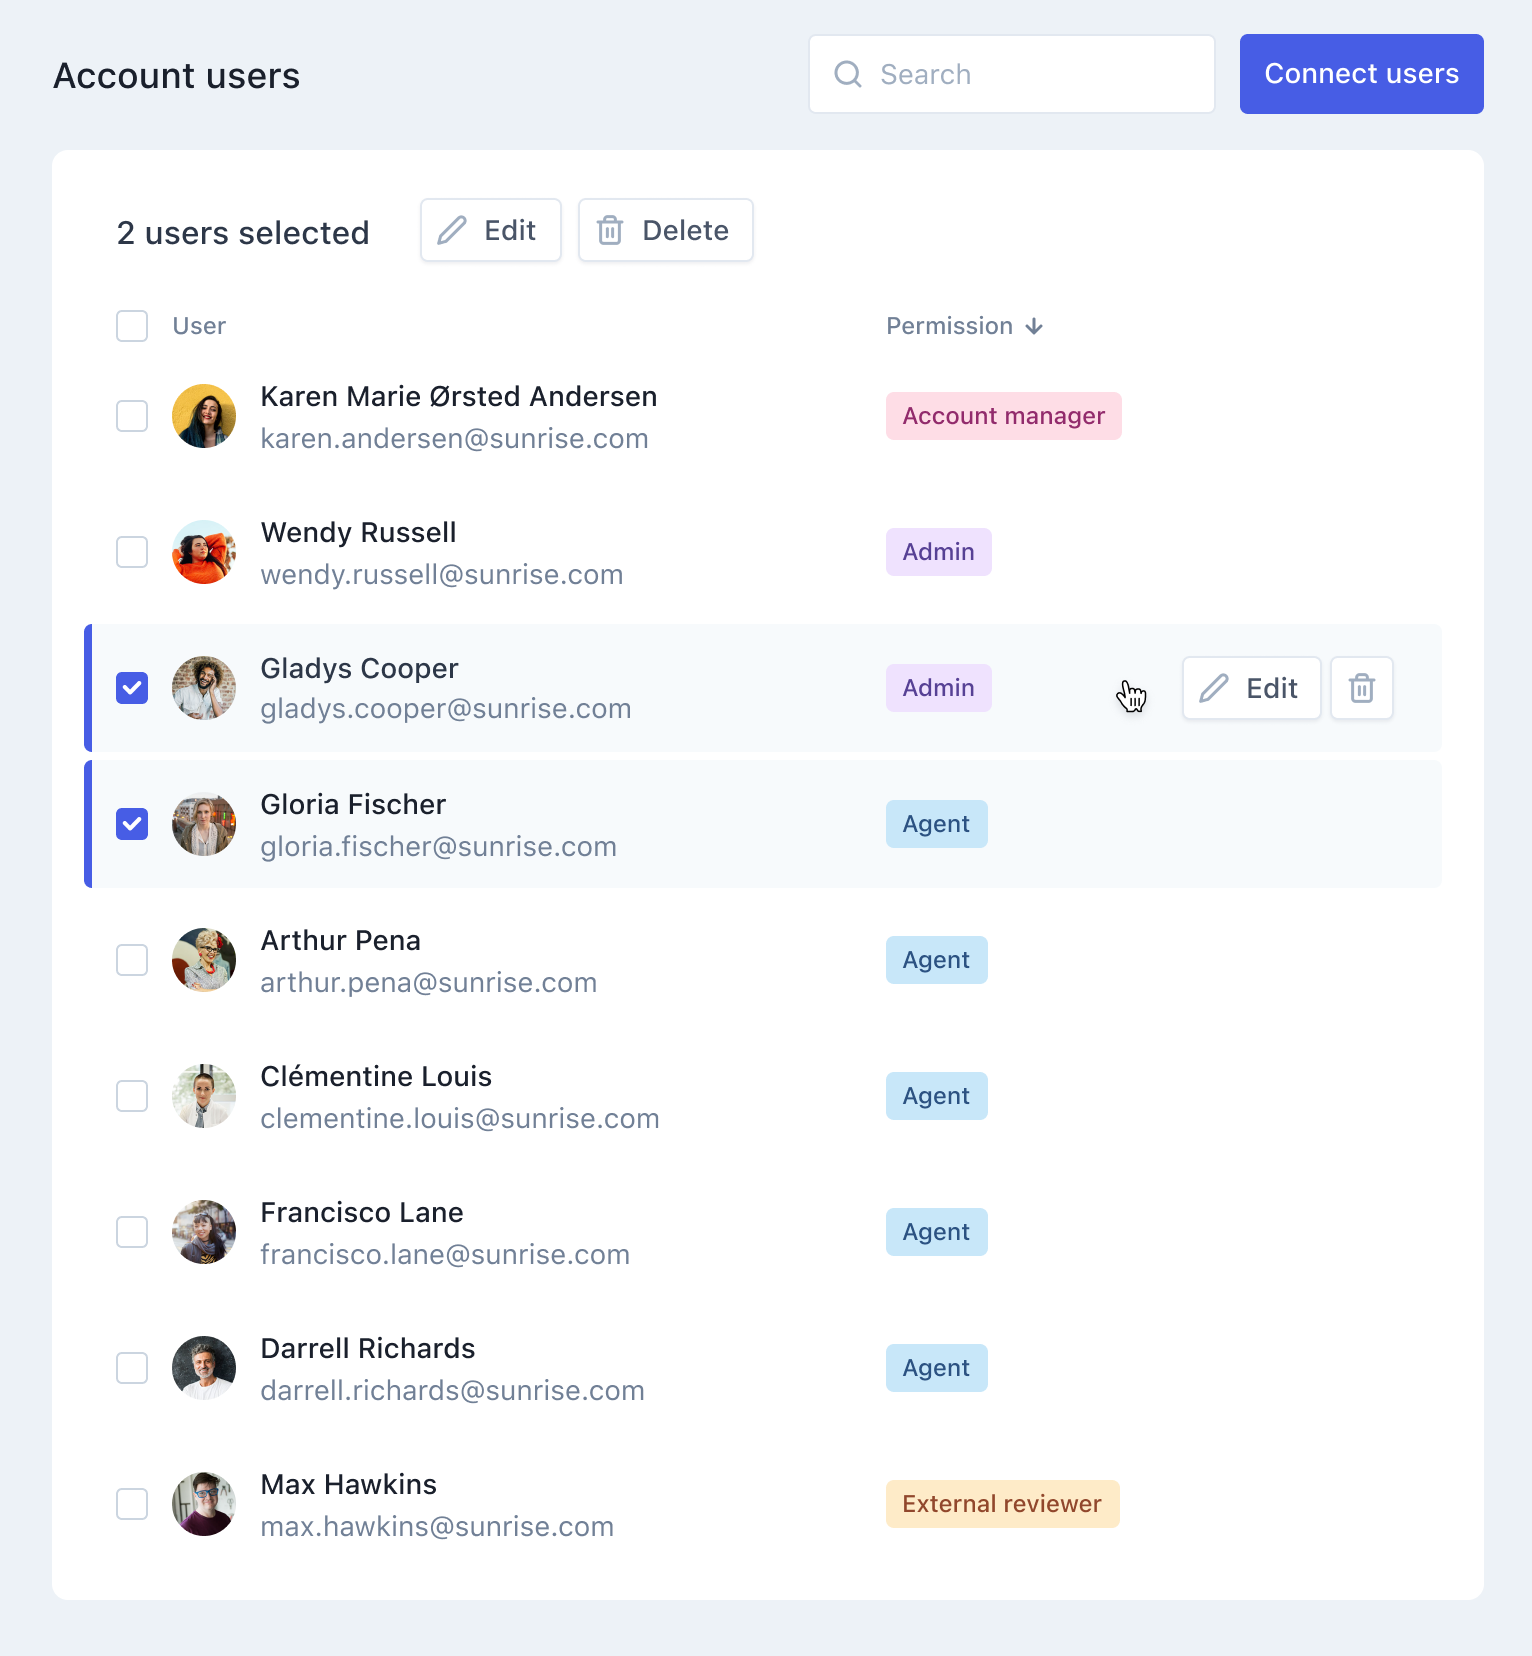 Account users
Search
Connect users
2 users selected
Edit
Delete
User
Permission
Karen Marie Ørsted Andersen
karen.andersen@sunrise.com
Account manager
Wendy Russell
wendy.russell@sunrise.com
Admin
Gladys Cooper
gladys.cooper@sunrise.com
Admin
Edit
Gloria Fischer
gloria.fischer@sunrise.com
Agent
Arthur Pena
arthur.pena@sunrise.com
Agent
Clémentine Louis
clementine.louis@sunrise.com
Agent
Francisco Lane
francisco.lane@sunrise.com
Agent
Darrell Richards
darrell.richards@sunrise.com
Agent
Max Hawkins
max.hawkins@sunrise.com
External reviewer